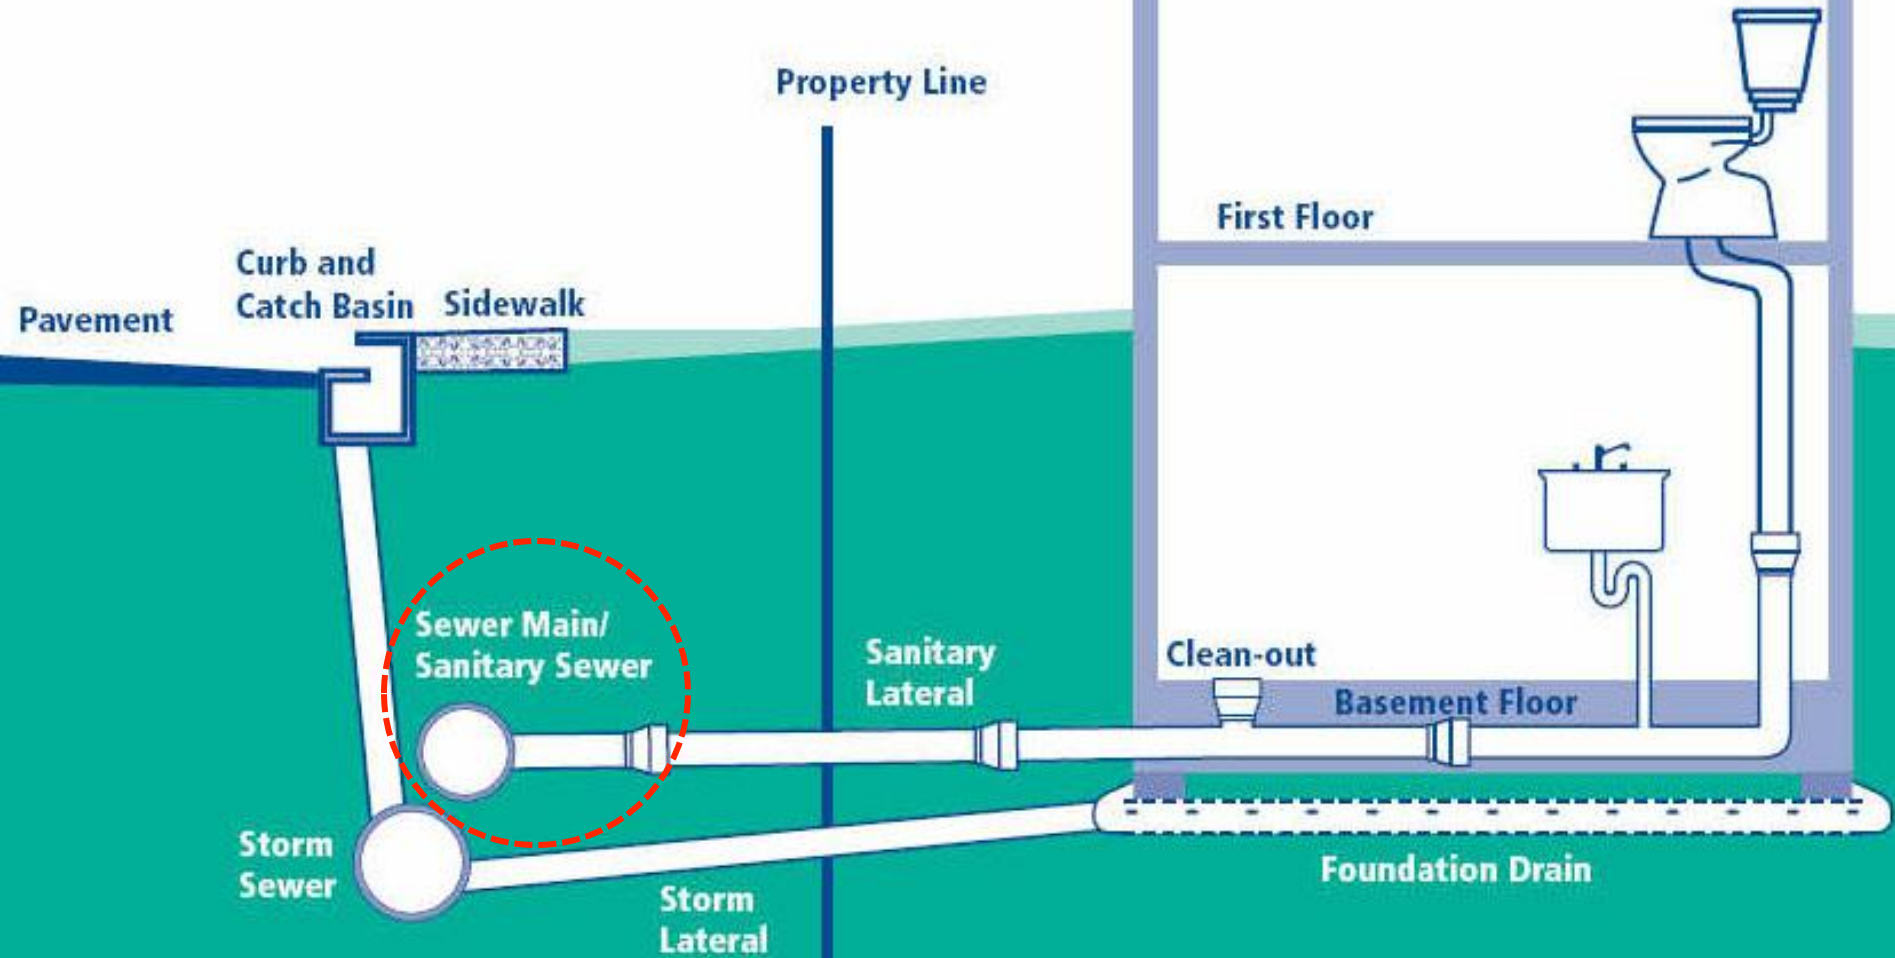 Property Line
First Floor
Curb and
Catch Basin
Sidewalk
Pavement
Sewer Main/
Sanitary Sewer
Sanitary
Lateral
Clean-out
Basement Floor
Storm
Sewer
Storm
Lateral
Foundation Drain